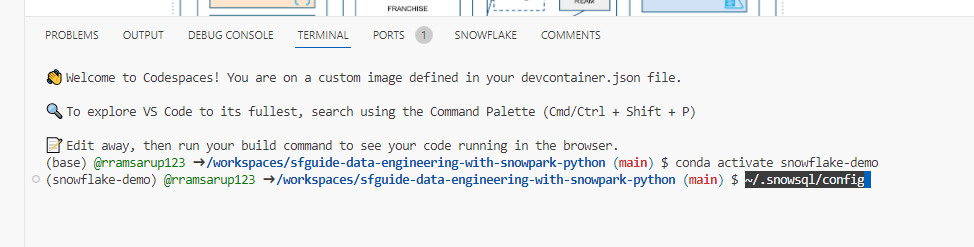 FRANCHISE
REAM
PROBLEMS OUTPUT DEBUG CONSOLE TERMINAL PORTS 1 SNOWFLAKE COMMENTS
👋 Welcome to Codespaces! You are on a custom image defined in your devcontainer.json file.
🔍 To explore VS Code to its fullest, search using the Command Palette (Cmd/Ctrl + Shift + P)
📝 Edit away, then run your build command to see your code running in the browser.
(base) @rramsarup123 ➜/workspaces/sfguide-data-engineering-with-snowpark-python (main) $ conda activate snowflake-demo
(snowflake-demo) @rramsarup123 ➜/workspaces/sfguide-data-engineering-with-snowpark-python (main) $ ~/.snowsql/config